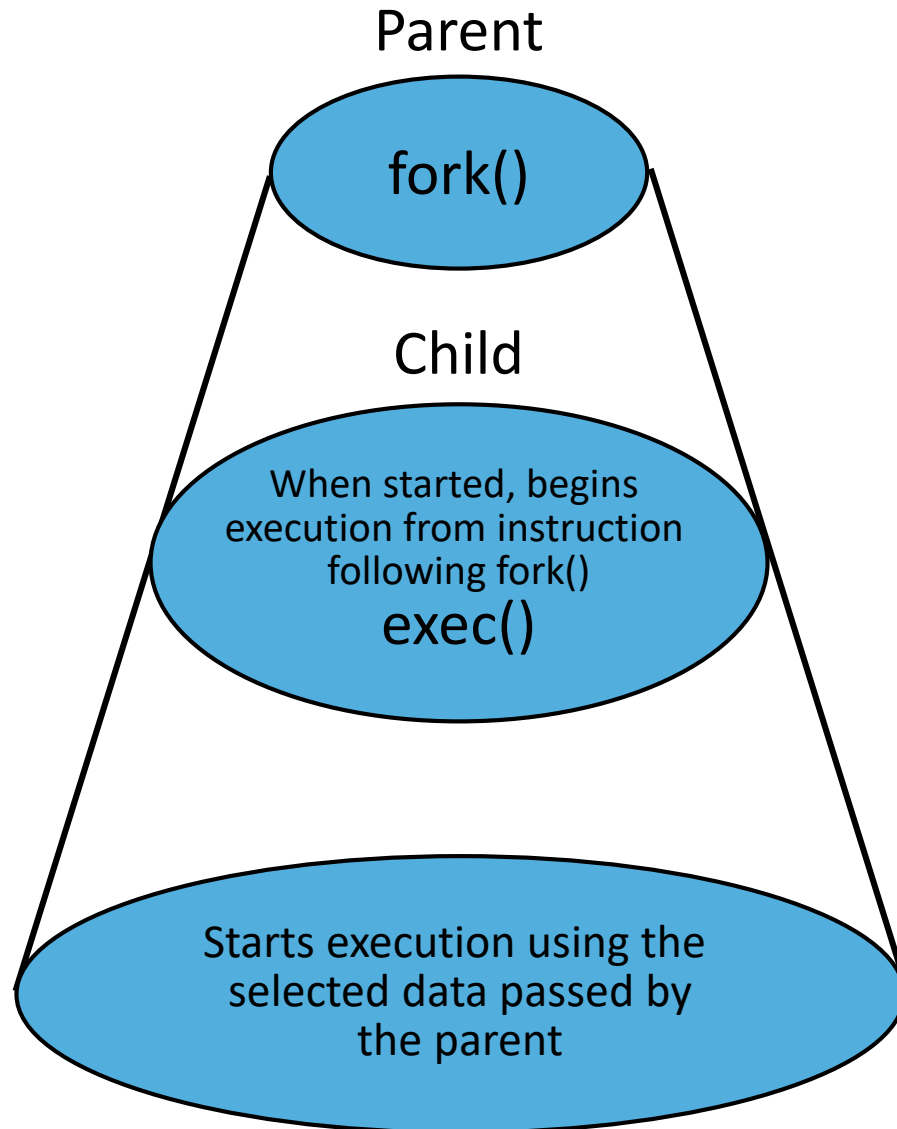 Parent
fork()
Child
When started, begins
execution from instruction
following fork()
exec()
Starts execution using the
selected data passed by
the parent